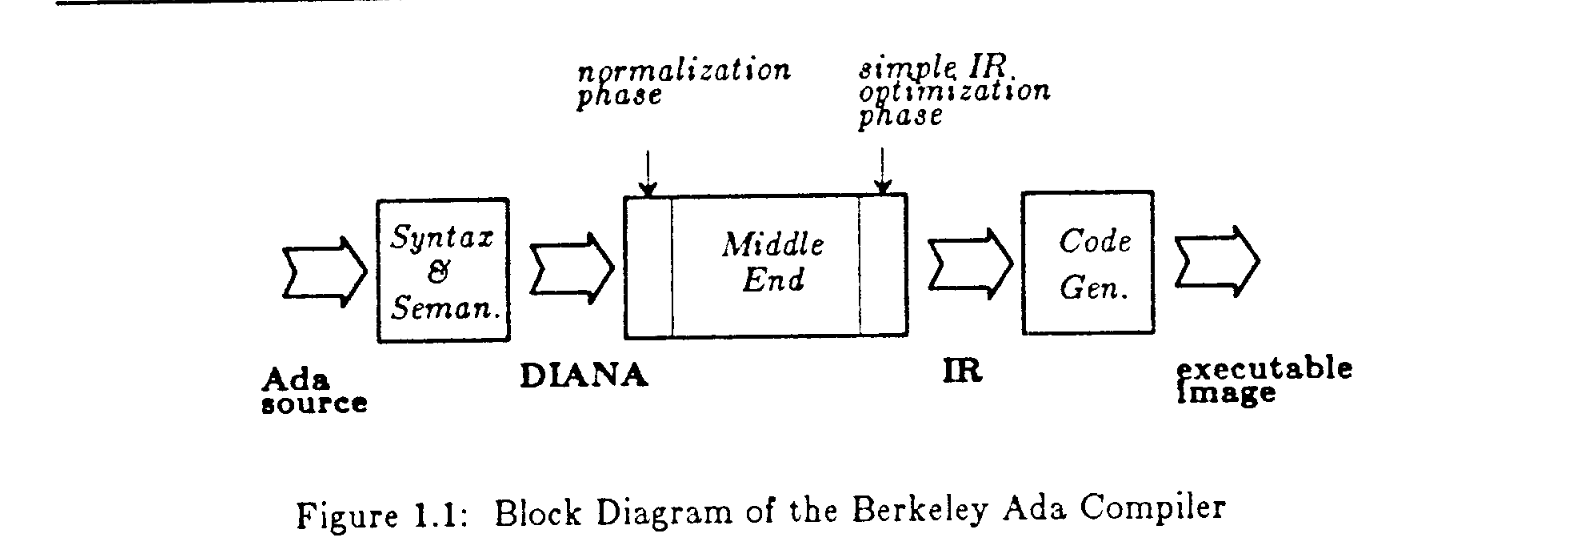 normalization
phase
simple IR
optimization
phase
Syntax
&
Seman.
Middle
End
Code
Gen.
Ada
source
DIANA
IR
executable
image
Figure 1.1: Block Diagram of the Berkeley Ada Compiler